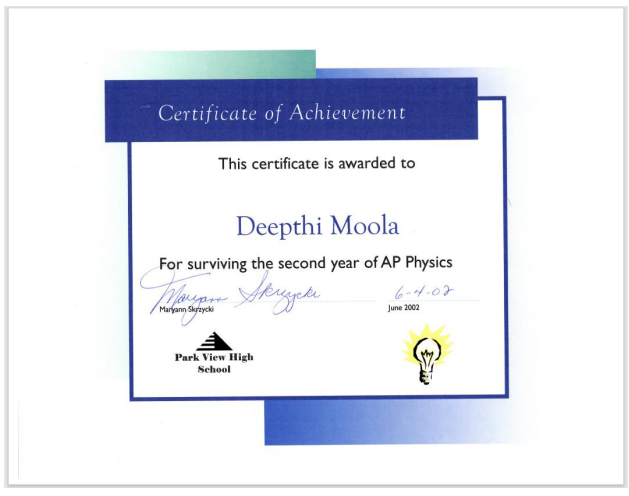 Certificate of Achievement
This certificate is awarded to
Deepthi Moola
For surviving the second year of AP Physics
Maryann Skrzycki 6-4-02
Maryann Skrzycki June 2002
Park View High
School